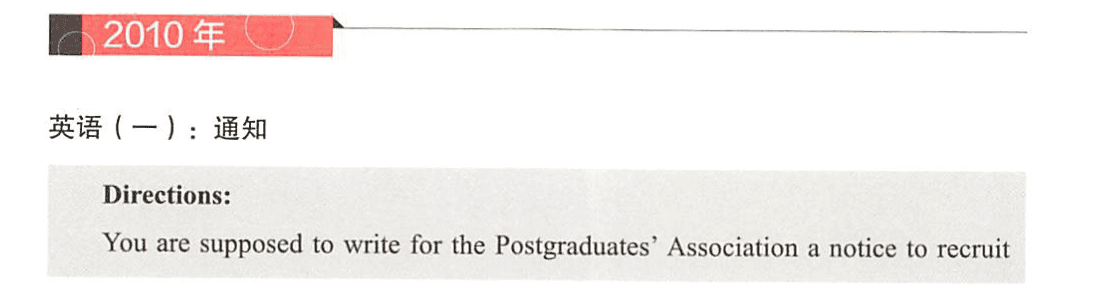 2010 年
英语（一）：通知
Directions:
You are supposed to write for the Postgraduates’ Association a notice to recruit